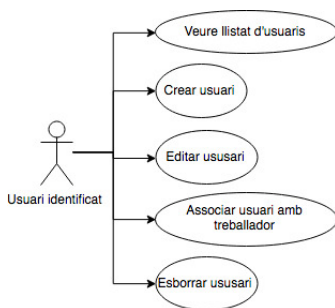 Veure llistat d'usuaris
Crear usuari
Editar ususari
Usuari identificat
Associar usuari amb
treballador
Esborrar ususari